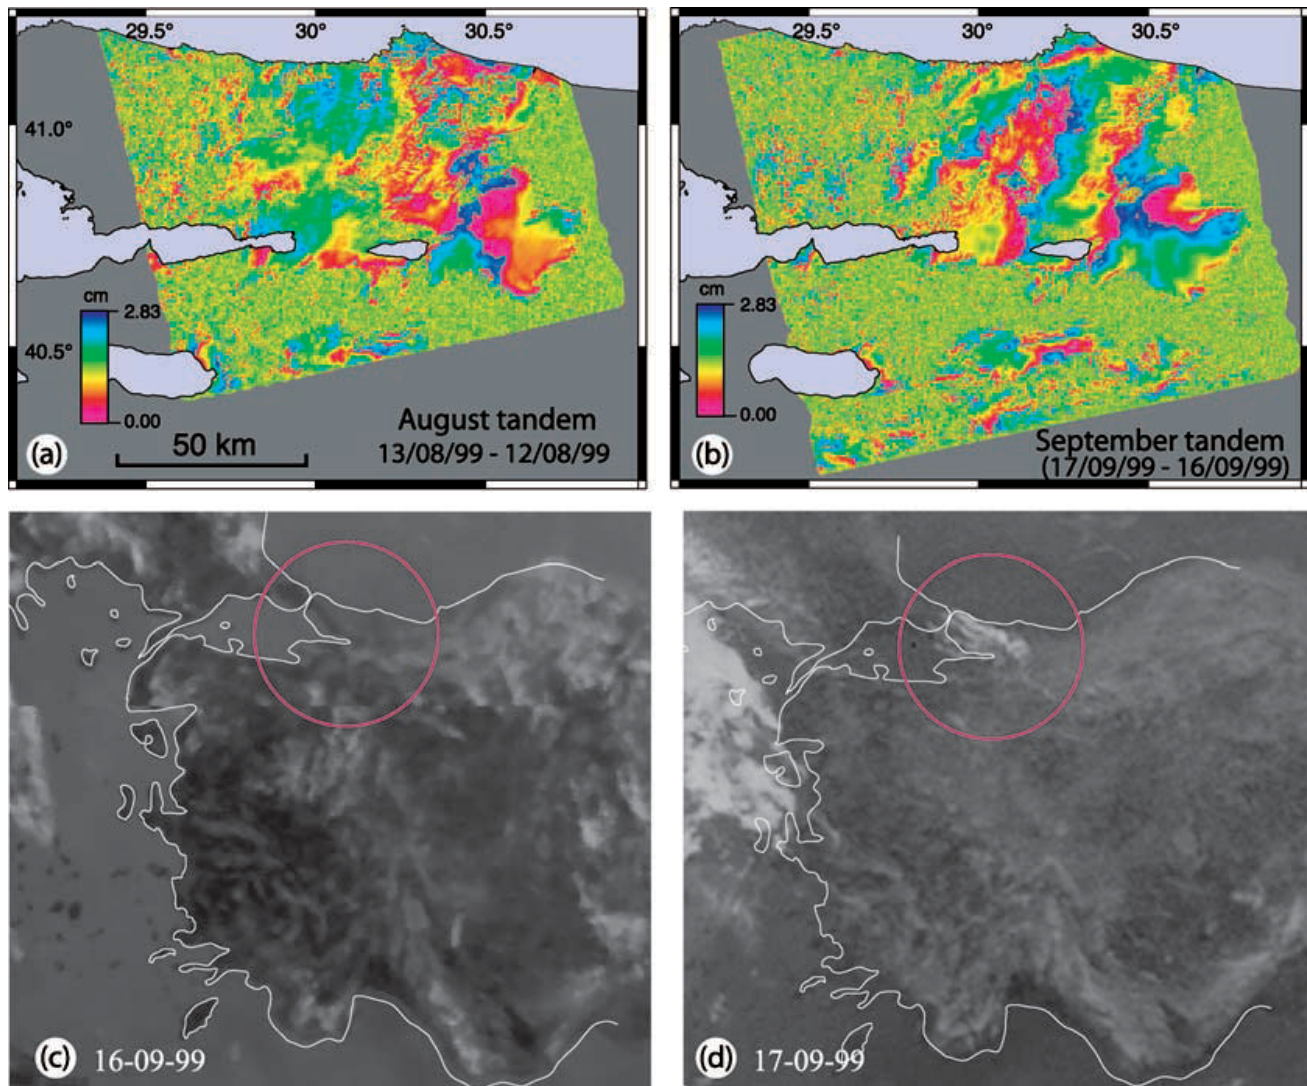 29.5° 30° 30.5°
41.0°
40.5°
cm
2.83
0.00
50 km
(a)
August tandem
13/08/99 - 12/08/99
29.5° 30° 30.5°
cm
2.83
0.00
(b)
September tandem
(17/09/99 - 16/09/99)
(c) 16-09-99
(d) 17-09-99